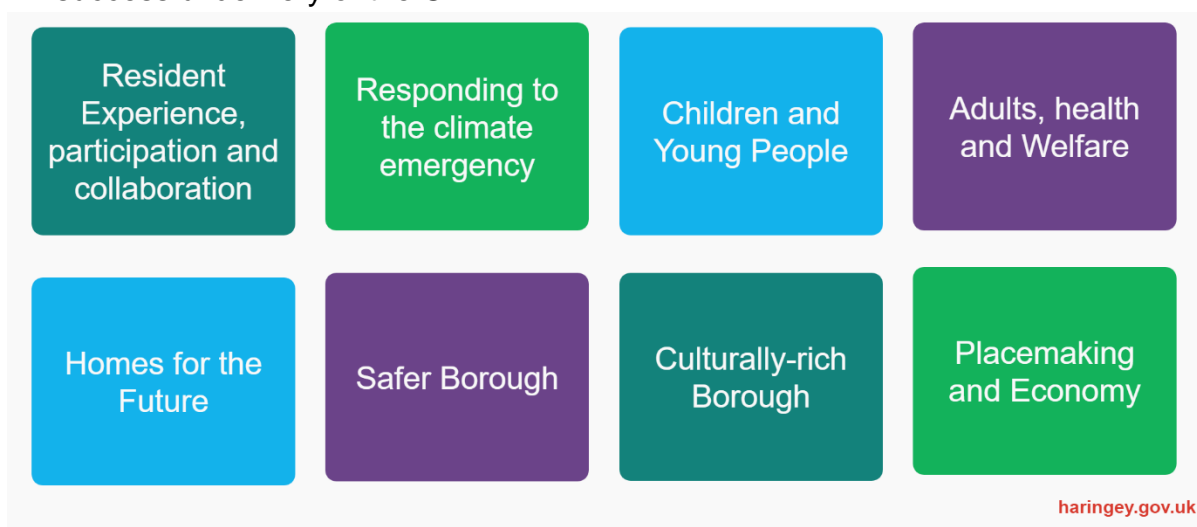 Resident
Experience,
participation and
collaboration
Responding to
the climate
emergency
Children and
Young People
Adults, health
and Welfare
Homes for the
Future
Safer Borough
Culturally-rich
Borough
Placemaking
and Economy
haringey.gov.uk